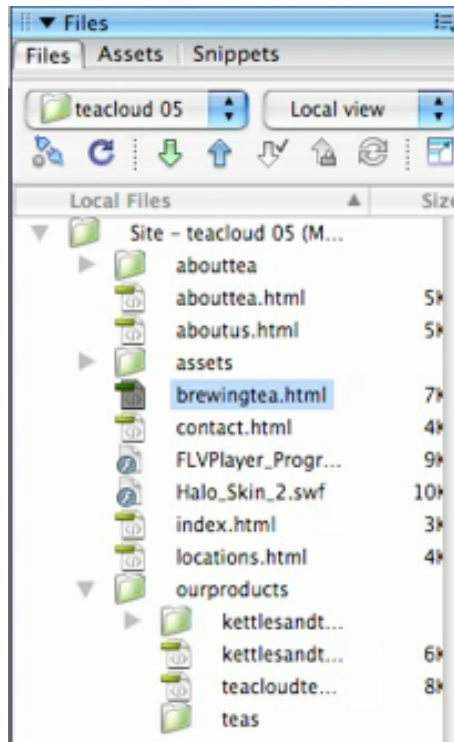 Files
Files Assets Snippets
teacloud 05 Local view
Local Files Size
Site – teacloud 05 (M...
abouttea
abouttea.html 5K
aboutus.html 5K
assets
brewingtea.html 7K
contact.html 4K
FLVPlayer_Progr... 9K
Halo_Skin_2.swf 10K
index.html 3K
locations.html 4K
ourproducts
kettlesandt...
kettlesandt... 6K
teacloudte... 8K
teas